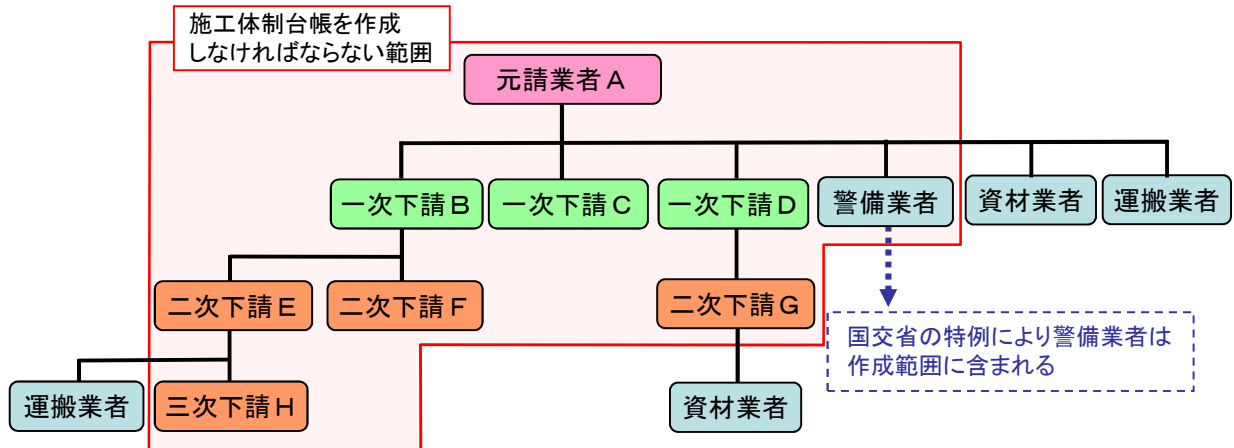 施工体制台帳を作成
しなければならない範囲
元請業者A
一次下請B
一次下請C
一次下請D
警備業者
資材業者
運搬業者
二次下請E
二次下請F
二次下請G
国交省の特例により警備業者は
作成範囲に含まれる
運搬業者
三次下請H
資材業者